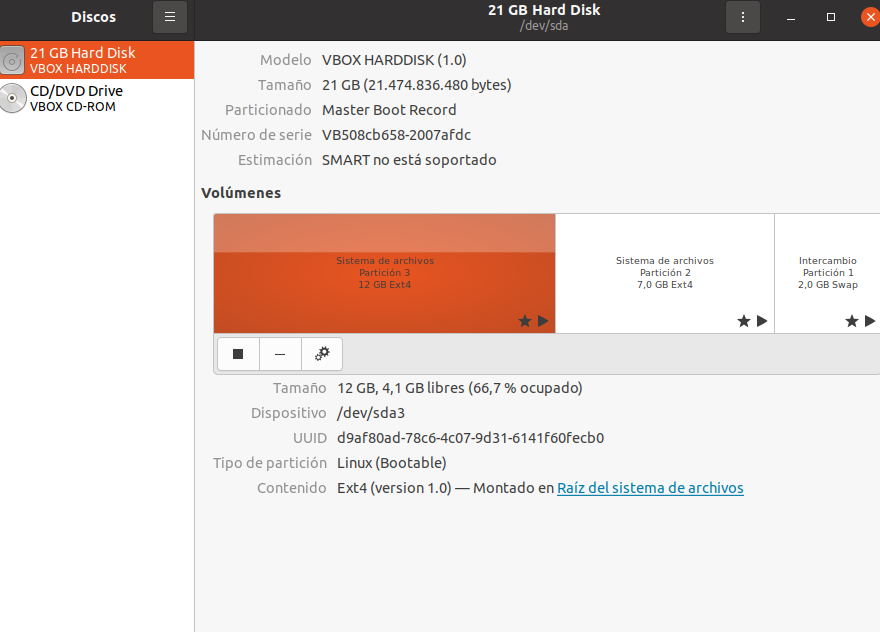 Discos
21 GB Hard Disk
/dev/sda
21 GB Hard Disk
VBOX HARDDISK
CD/DVD Drive
VBOX CD-ROM
Modelo VBOX HARDDISK (1.0)
Tamaño 21 GB (21.474.836.480 bytes)
Particionado Master Boot Record
Número de serie VB508cb658-2007afdc
Estimación SMART no está soportado
Volúmenes
Sistema de archivos
Partición 3
12 GB Ext4
Sistema de archivos
Partición 2
7,0 GB Ext4
Intercambio
Partición 1
2,0 GB Swap
Tamaño 12 GB, 4,1 GB libres (66,7 % ocupado)
Dispositivo /dev/sda3
UUID d9af80ad-78c6-4c07-9d31-6141f60fecb0
Tipo de partición Linux (Bootable)
Contenido Ext4 (version 1.0) — Montado en Raíz del sistema de archivos